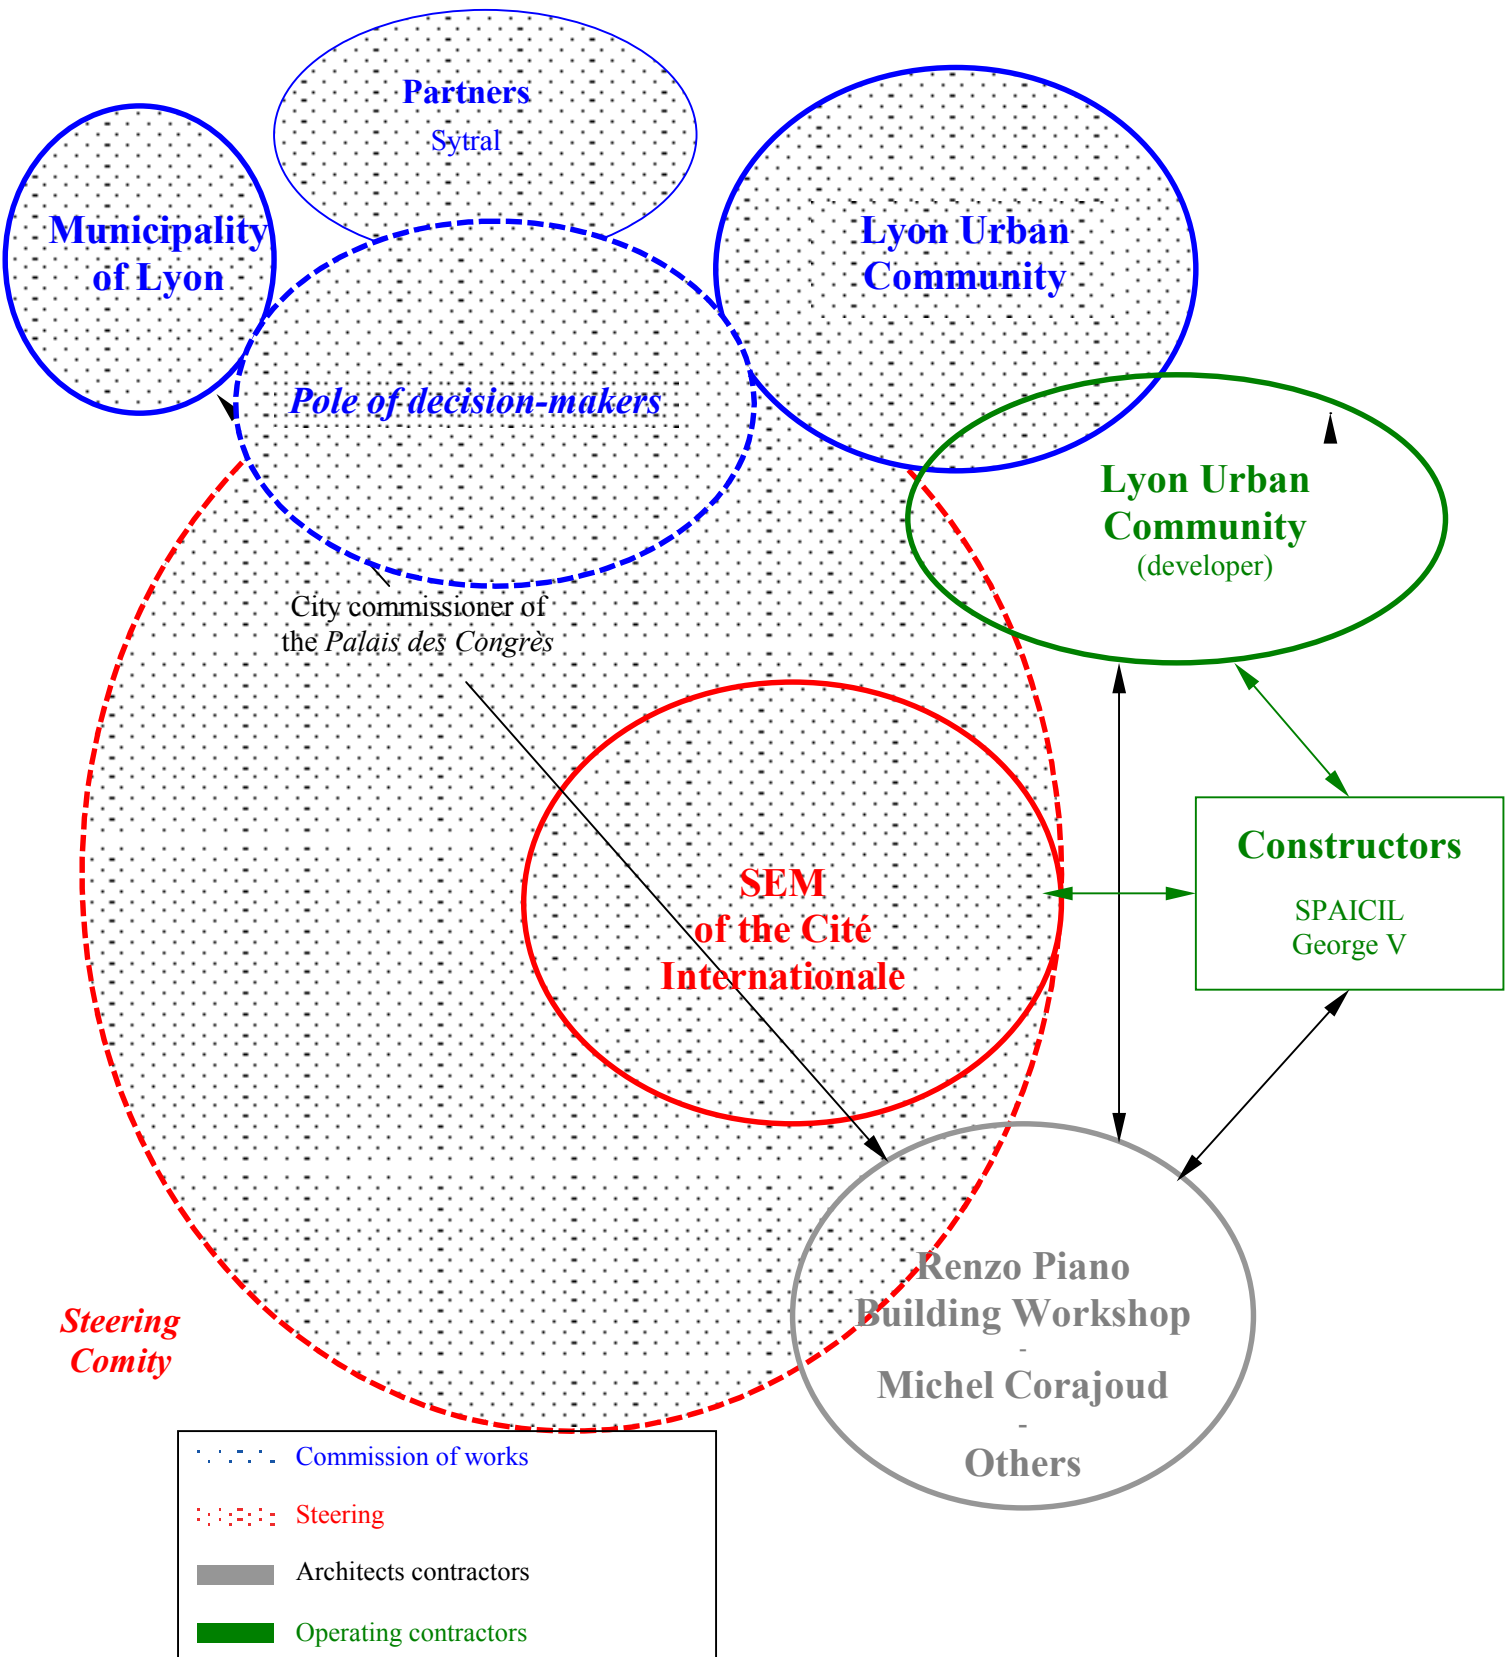 Partners
Sytral
Municipality
of Lyon
Lyon Urban
Community
Pole of decision-makers
Lyon Urban
Community
(developer)
City commissioner of
the Palais des Congrès
Constructors
SPAICIL
George V
SEM
of the Cité
Internationale
Renzo Piano
Building Workshop
-
Michel Corajoud
-
Others
Steering
Comity
Commission of works
Steering
Architects contractors
Operating contractors